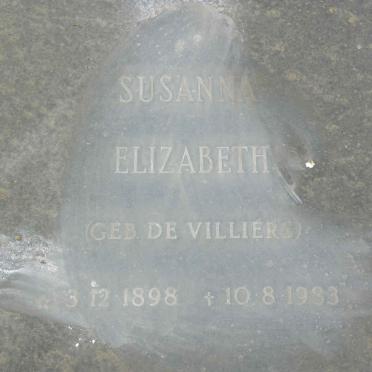 SUSANNA
ELIZABETH
(GEB. DE VILLIERS)
* 3·12·1898 + 10·8·1983